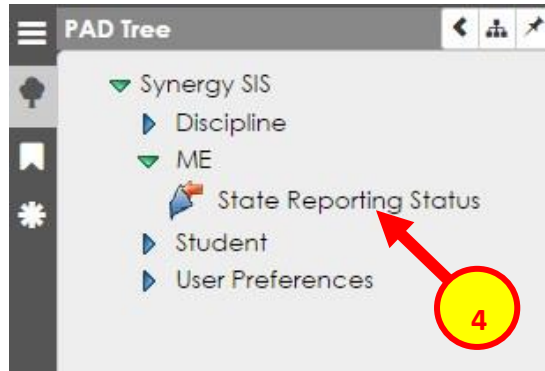 PAD Tree
Synergy SIS
Discipline
ME
State Reporting Status
Student
User Preferences
4